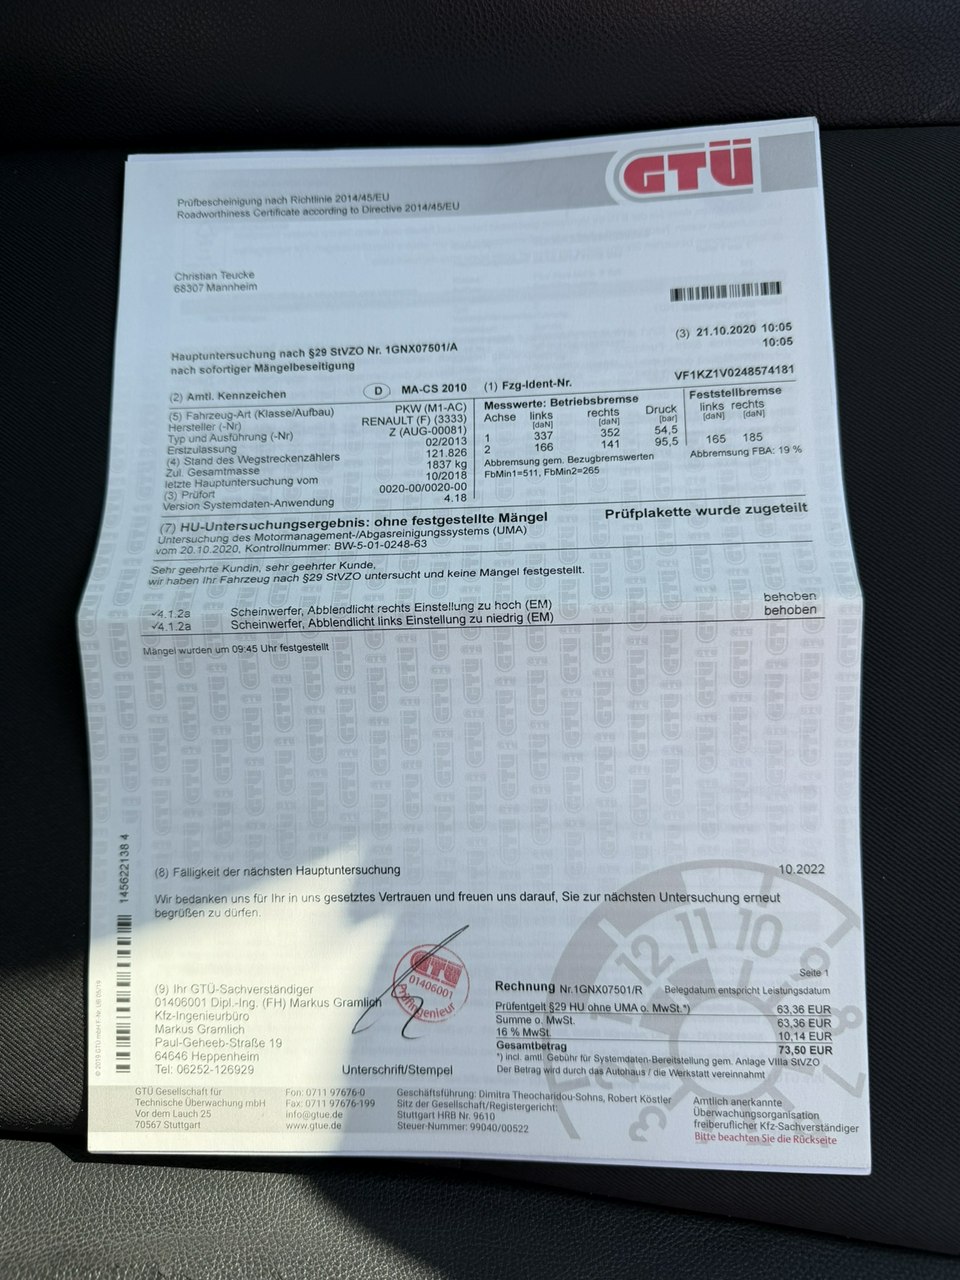 GTÜ
Prüfbescheinigung nach Richtlinie 2014/45/EU
Roadworthiness Certificate according to Directive 2014/45/EU
Christian Teucke
68307 Mannheim
(3) 21.10.2020 10:05
10:05
Hauptuntersuchung nach §29 StVZO Nr. 1GNX07501/A
nach sofortiger Mängelbeseitigung
(2) Amtl. Kennzeichen D MA-CS 2010 (1) Fzg-Ident-Nr. VF1KZ1V0248574181
(5) Fahrzeug-Art (Klasse/Aufbau) PKW (M1-AC)
Hersteller (-Nr) RENAULT (F) (3333)
Typ und Ausführung (-Nr) Z (AUG-00081)
Erstzulassung 02/2013
(4) Stand des Wegstreckenzählers 121.826
Zul. Gesamtmasse 1837 kg
letzte Hauptuntersuchung vom 10/2018
(3) Prüfort 0020-00/0020-00
Version Systemdaten-Anwendung 4.18
Messwerte: Betriebsbremse
Achse links rechts Druck
[daN] [daN] [bar]
1 337 352 54,5
2 166 141 95,5
Abbremsung gem. Bezugbremswerten
FbMin1=511, FbMin2=265
Feststellbremse
links rechts
[daN] [daN]
165 185
Abbremsung FBA: 19 %
(7) HU-Untersuchungsergebnis: ohne festgestellte Mängel Prüfplakette wurde zugeteilt
Untersuchung des Motormanagement-/Abgasreinigungssystems (UMA)
vom 20.10.2020, Kontrollnummer: BW-5-01-0248-63
Sehr geehrte Kundin, sehr geehrter Kunde,
wir haben Ihr Fahrzeug nach §29 StVZO untersucht und keine Mängel festgestellt.
✓4.1.2a Scheinwerfer, Abblendlicht rechts Einstellung zu hoch (EM) behoben
✓4.1.2a Scheinwerfer, Abblendlicht links Einstellung zu niedrig (EM) behoben
Mängel wurden um 09:45 Uhr festgestellt
145622138 4
(8) Fälligkeit der nächsten Hauptuntersuchung 10.2022
Wir bedanken uns für Ihr in uns gesetztes Vertrauen und freuen uns darauf, Sie zur nächsten Untersuchung erneut
begrüßen zu dürfen.
12 11 10 9 8 7
3 2
Seite 1
(9) Ihr GTÜ-Sachverständiger
01406001 Dipl.-Ing. (FH) Markus Gramlich
Kfz-Ingenieurbüro
Markus Gramlich
Paul-Geheeb-Straße 19
64646 Heppenheim
Tel: 06252-126929
GTÜ
01406001
Prüfingenieur
Unterschrift/Stempel
Rechnung Nr.1GNX07501/R Belegdatum entspricht Leistungsdatum
Prüfentgelt §29 HU ohne UMA o. MwSt.*) 63,36 EUR
Summe o. MwSt. 63,36 EUR
16 % MwSt. 10,14 EUR
Gesamtbetrag 73,50 EUR
*) incl. amtl. Gebühr für Systemdaten-Bereitstellung gem. Anlage VIIIa StVZO
Der Betrag wird durch das Autohaus / die Werkstatt vereinnahmt
GTÜ Gesellschaft für
Technische Überwachung mbH
Vor dem Lauch 25
70567 Stuttgart
Fon: 0711 97676-0
Fax: 0711 97676-199
info@gtue.de
www.gtue.de
Geschäftsführung: Dimitra Theocharidou-Sohns, Robert Köstler
Sitz der Gesellschaft/Registergericht:
Stuttgart HRB Nr. 9610
Steuer-Nummer: 99040/00522
Amtlich anerkannte
Überwachungsorganisation
freiberuflicher Kfz-Sachverständiger
Bitte beachten Sie die Rückseite